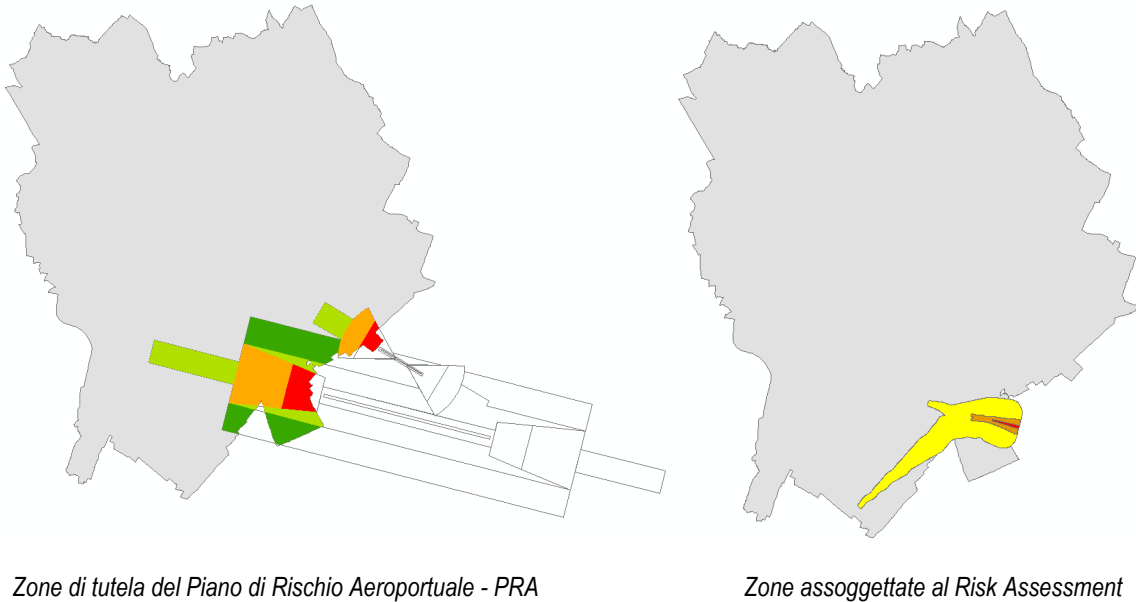 Zone di tutela del Piano di Rischio Aeroportuale - PRA
Zone assoggettate al Risk Assessment